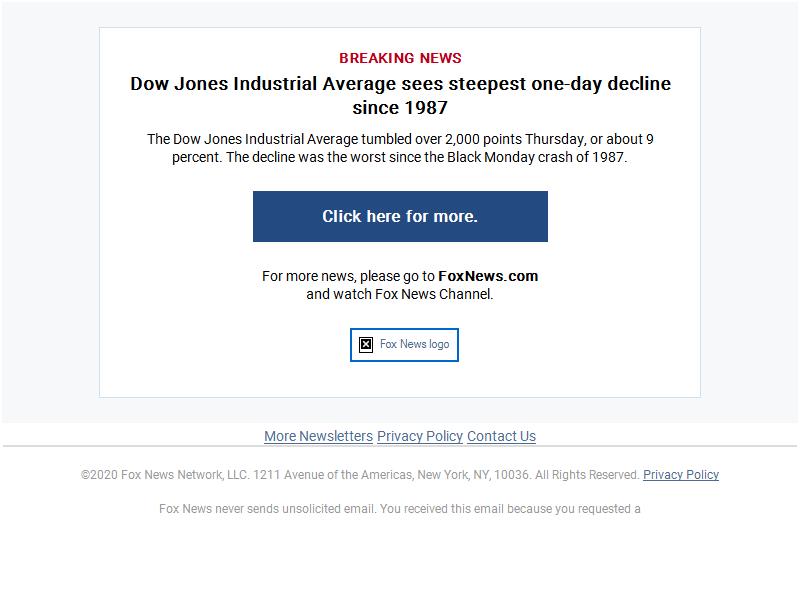 BREAKING NEWS
Dow Jones Industrial Average sees steepest one-day decline
since 1987
The Dow Jones Industrial Average tumbled over 2,000 points Thursday, or about 9
percent. The decline was the worst since the Black Monday crash of 1987.
Click here for more.
For more news, please go to FoxNews.com
and watch Fox News Channel.
Fox News logo
More Newsletters Privacy Policy Contact Us
©2020 Fox News Network, LLC. 1211 Avenue of the Americas, New York, NY, 10036. All Rights Reserved. Privacy Policy
Fox News never sends unsolicited email. You received this email because you requested a